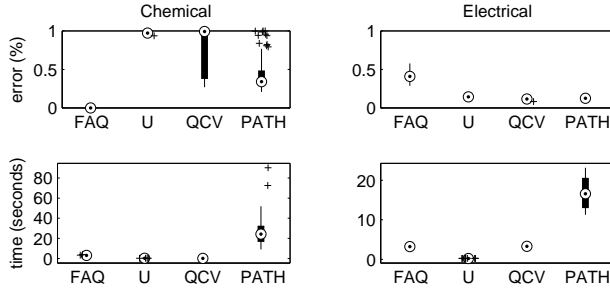 Chemical
Electrical
error (%)
1
0.5
0
FAQ U QCV PATH
1
0.5
0
FAQ U QCV PATH
time (seconds)
80
60
40
20
0
FAQ U QCV PATH
20
10
0
FAQ U QCV PATH